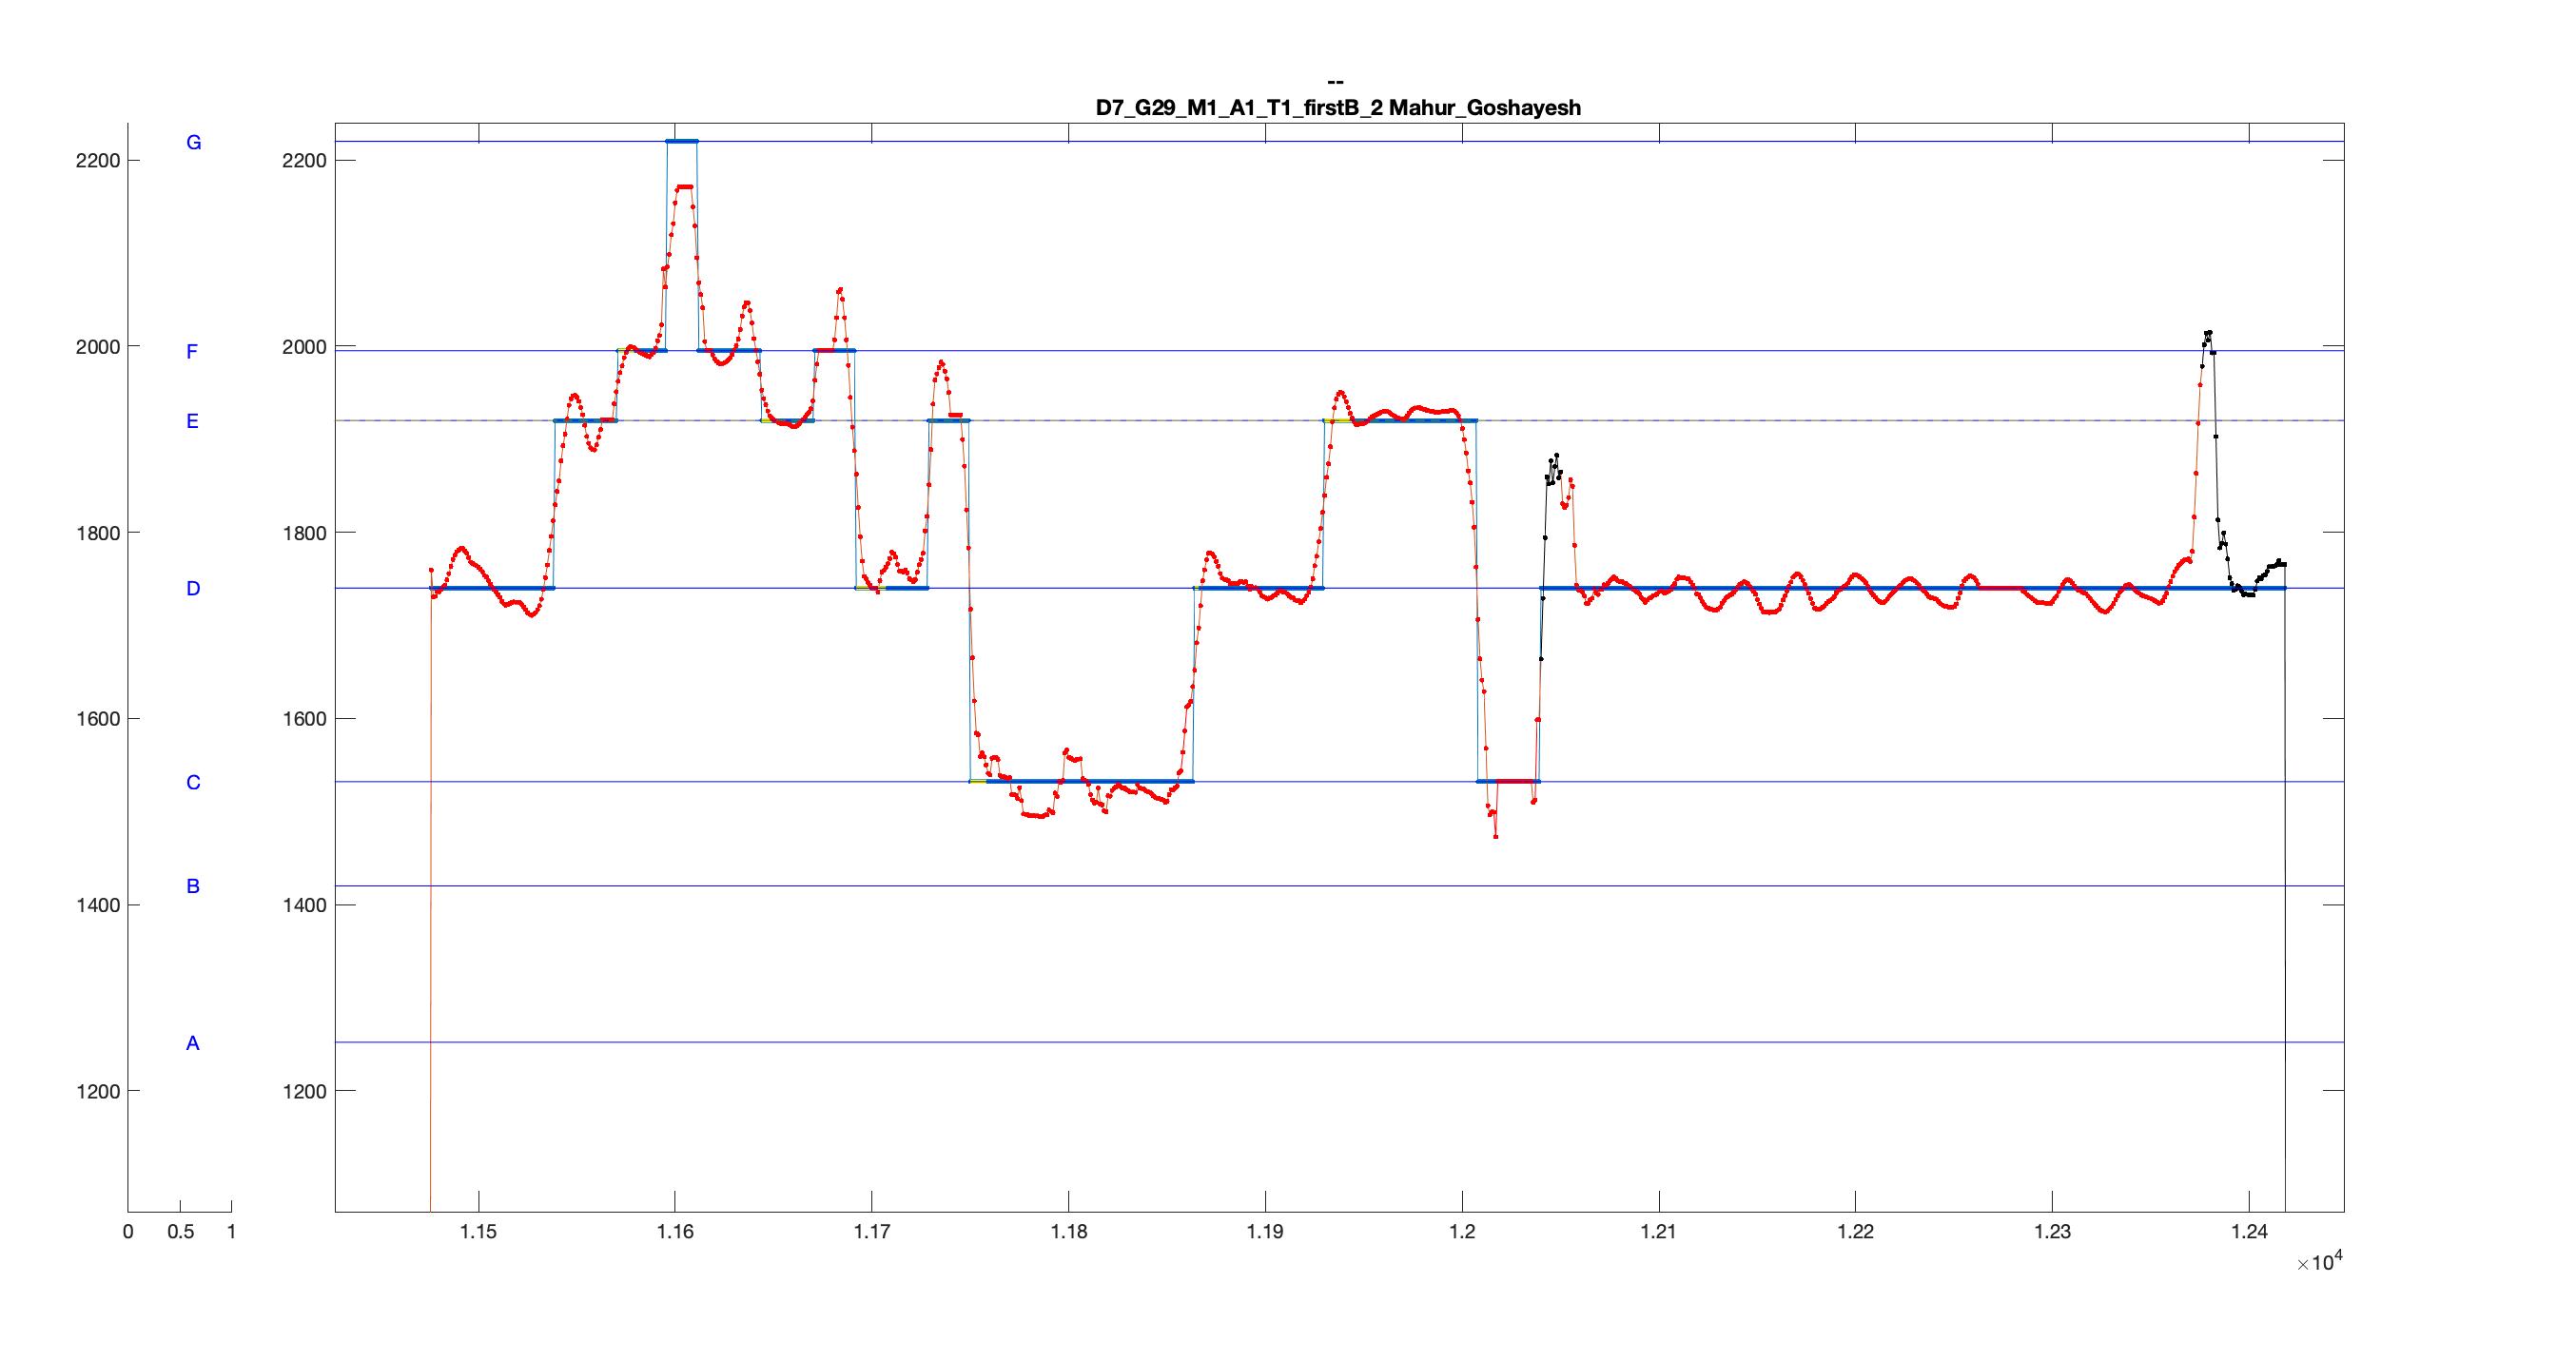 --
D7_G29_M1_A1_T1_firstB_2 Mahur_Goshayesh
G
2200 2200
F
2000 2000
E
1800 1800
D
1600 1600
C
B
1400 1400
A
1200 1200
0 0.5 1 1.15 1.16 1.17 1.18 1.19 1.2 1.21 1.22 1.23 1.24
×10⁴